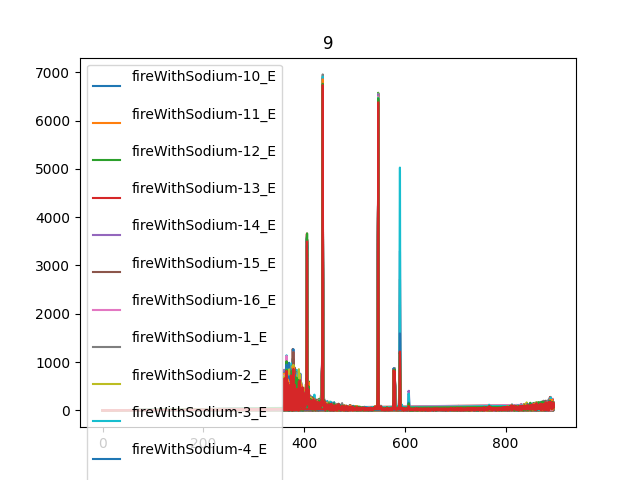 9
7000
6000
5000
4000
3000
2000
1000
0
fireWithSodium-10_E
fireWithSodium-11_E
fireWithSodium-12_E
fireWithSodium-13_E
fireWithSodium-14_E
fireWithSodium-15_E
fireWithSodium-16_E
fireWithSodium-1_E
fireWithSodium-2_E
fireWithSodium-3_E
fireWithSodium-4_E
0 200 400 600 800